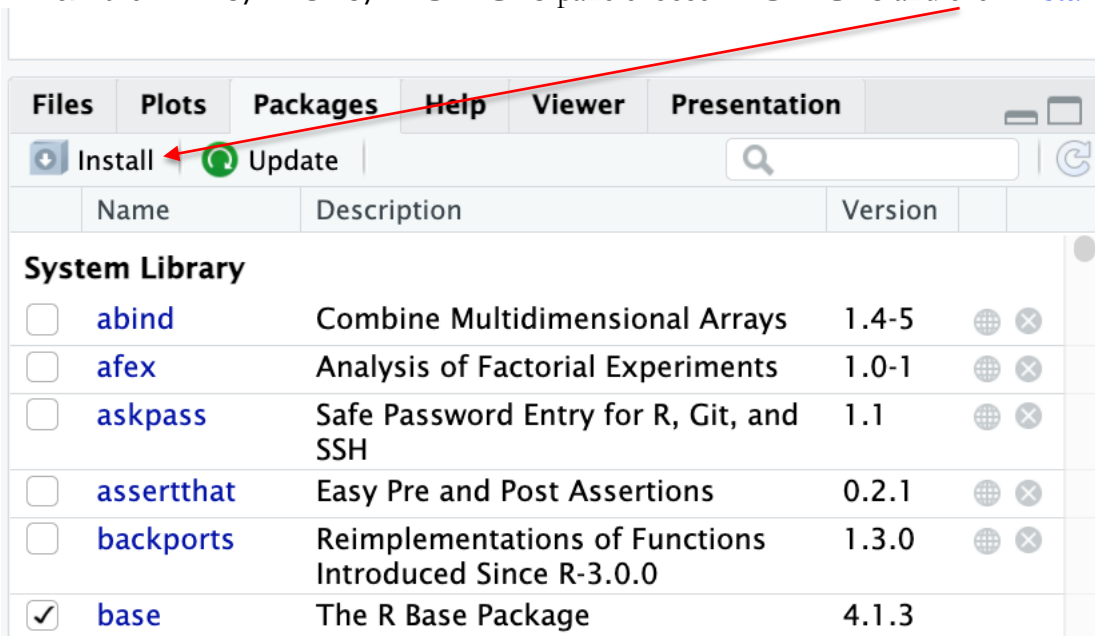 Files Plots Packages Help Viewer Presentation
Install Update
Name Description Version
System Library
abind Combine Multidimensional Arrays 1.4-5
afex Analysis of Factorial Experiments 1.0-1
askpass Safe Password Entry for R, Git, and 1.1
SSH
assertthat Easy Pre and Post Assertions 0.2.1
backports Reimplementations of Functions 1.3.0
Introduced Since R-3.0.0
base The R Base Package 4.1.3